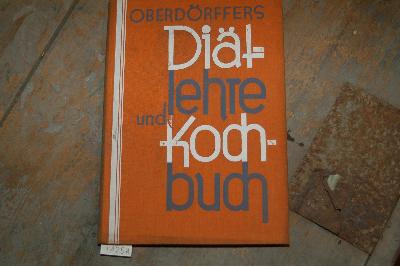 OBERDÖRFFERS
Diät-
lehre
und
Koch-
buch